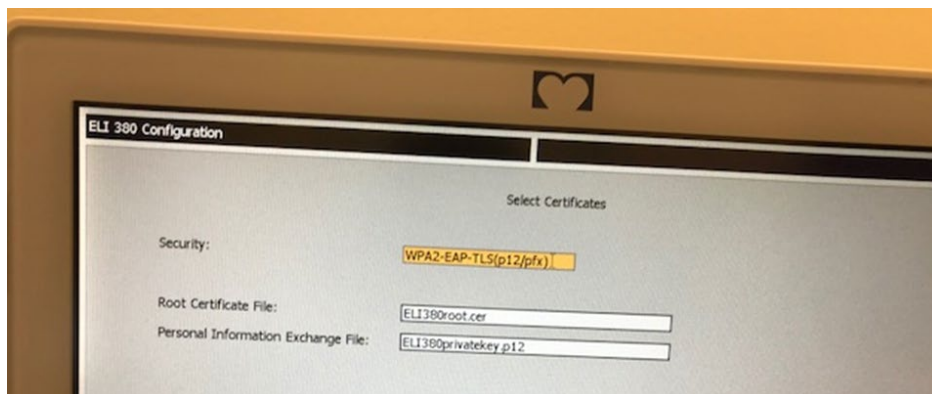 ELI 380 Configuration
Select Certificates
Security: WPA2-EAP-TLS(p12/pfx)
Root Certificate File: ELI380root.cer
Personal Information Exchange File: ELI380privatekey.p12